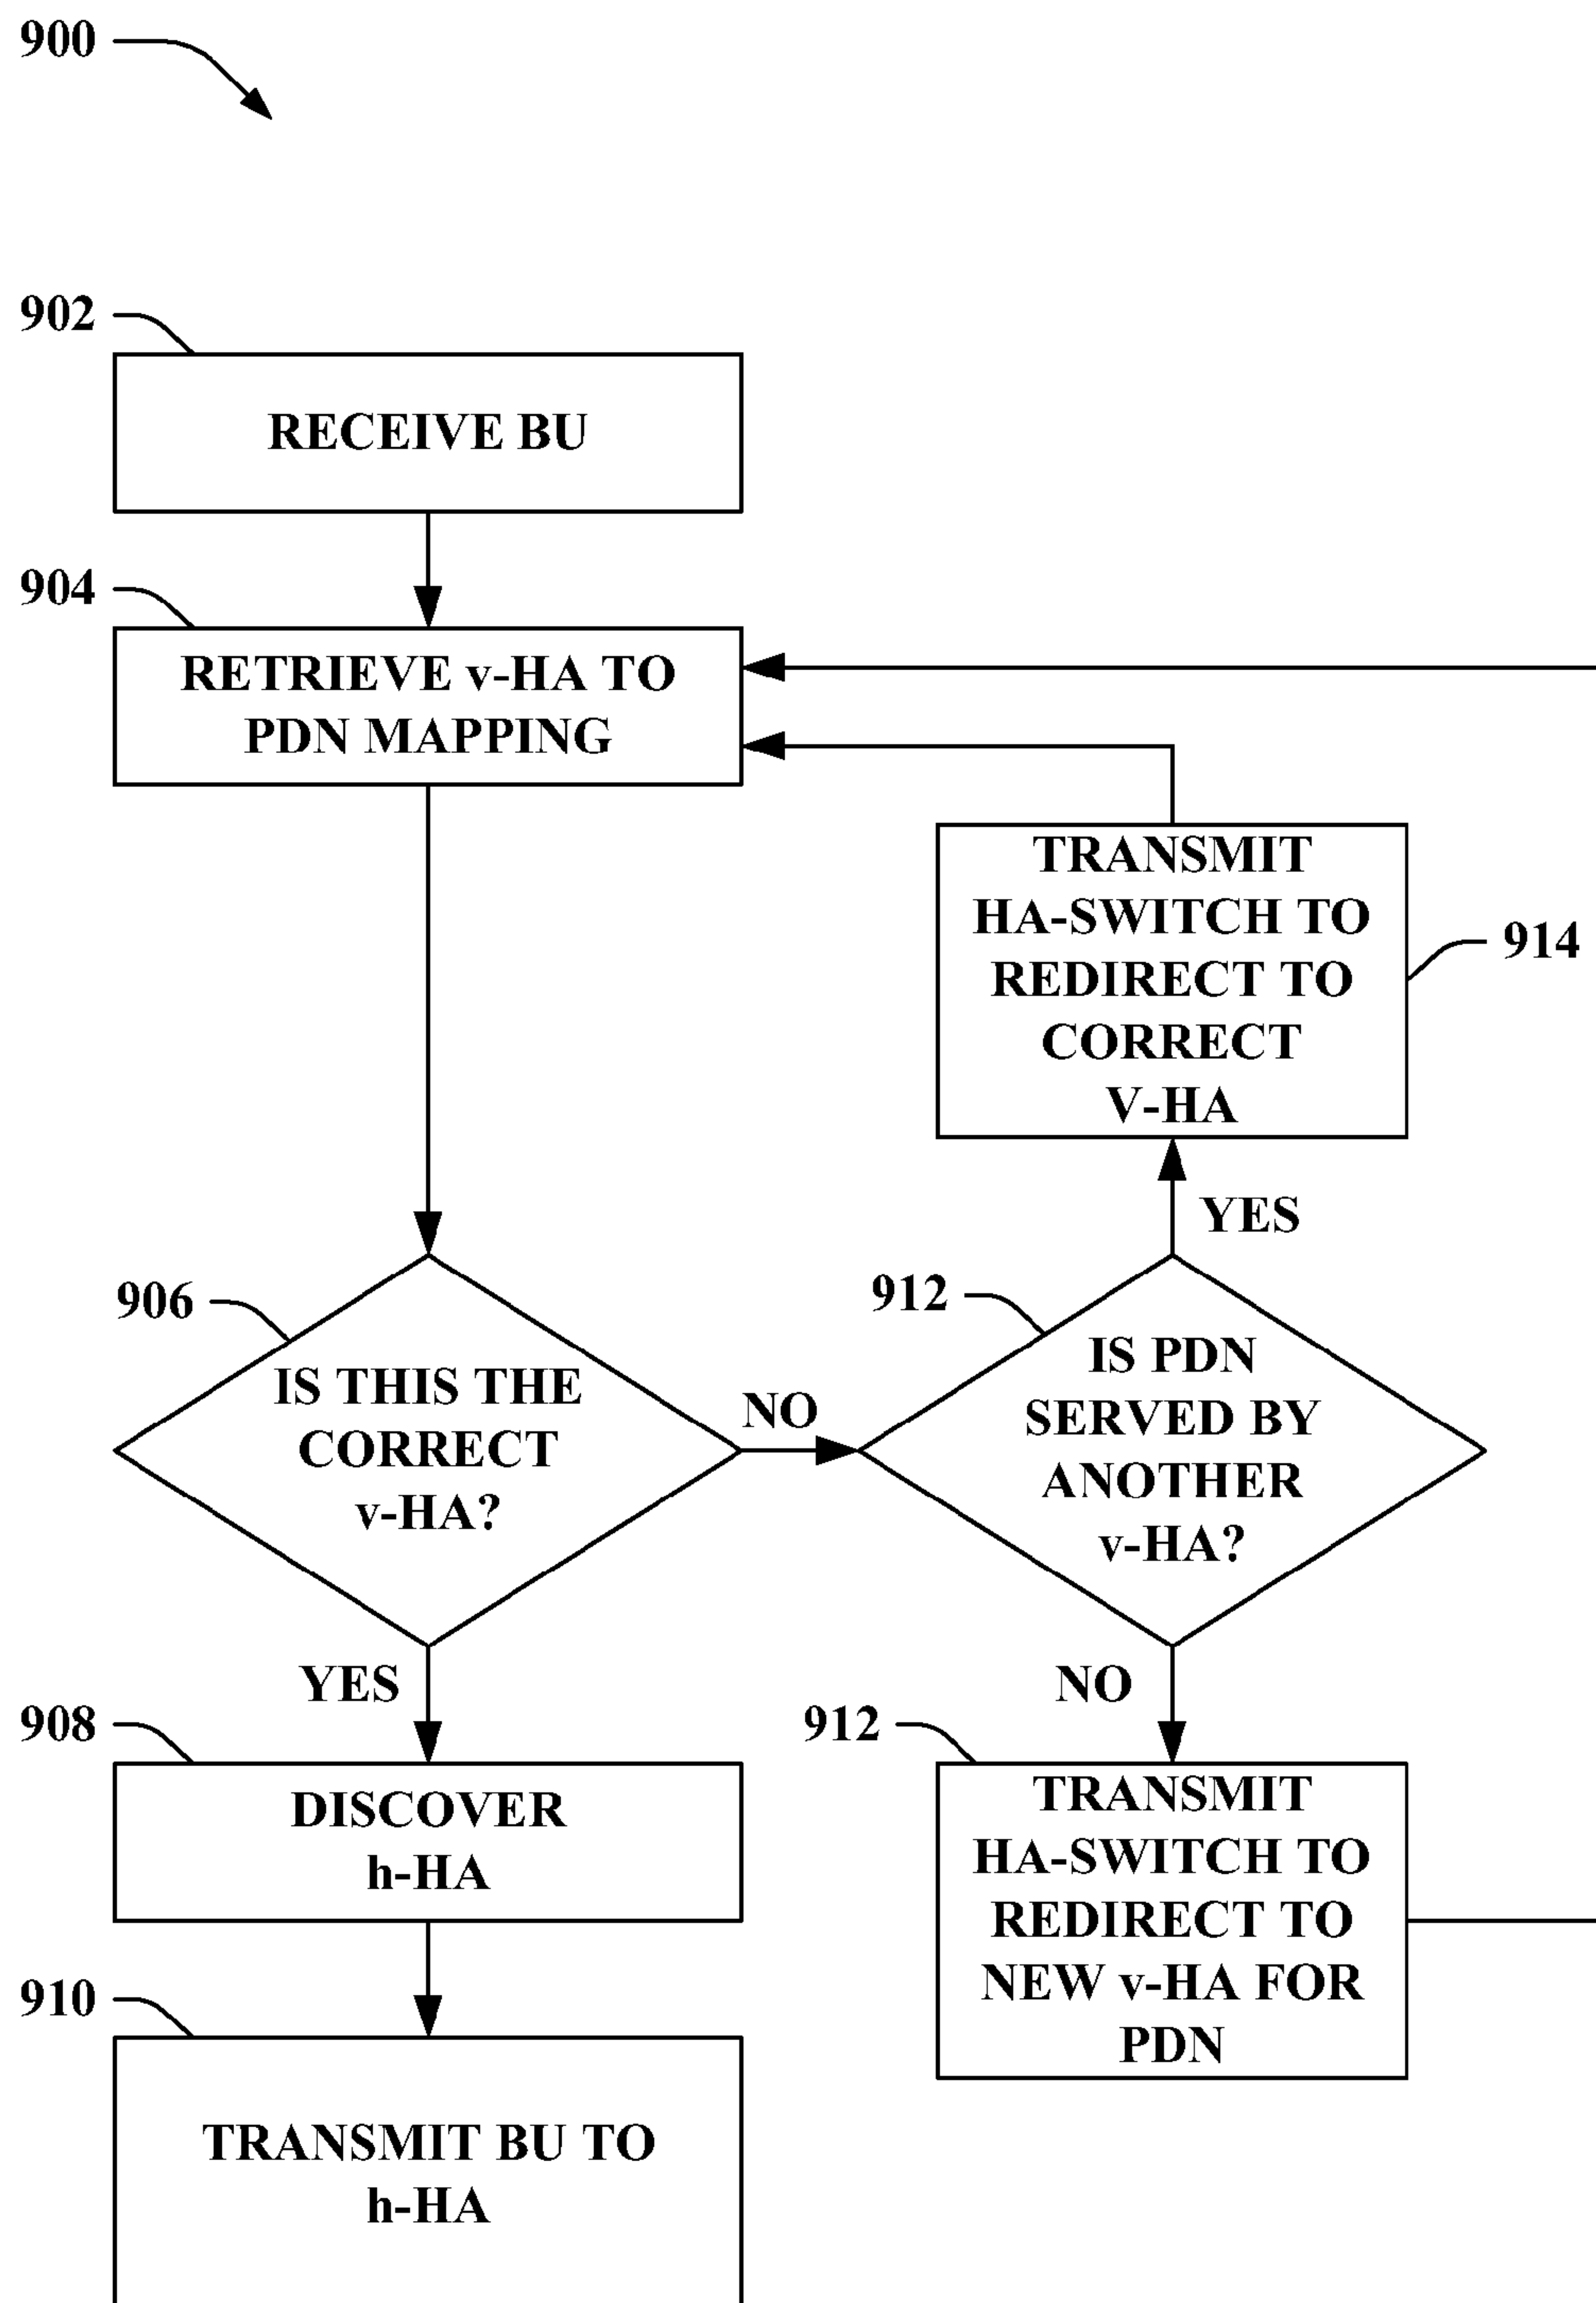 900
902
RECEIVE BU
904
RETRIEVE v-HA TO
PDN MAPPING
TRANSMIT
HA-SWITCH TO
REDIRECT TO
CORRECT
V-HA
914
YES
906
IS THIS THE
CORRECT
v-HA?
NO
912
IS PDN
SERVED BY
ANOTHER
v-HA?
YES
NO
908
DISCOVER
h-HA
912
TRANSMIT
HA-SWITCH TO
REDIRECT TO
NEW v-HA FOR
PDN
910
TRANSMIT BU TO
h-HA